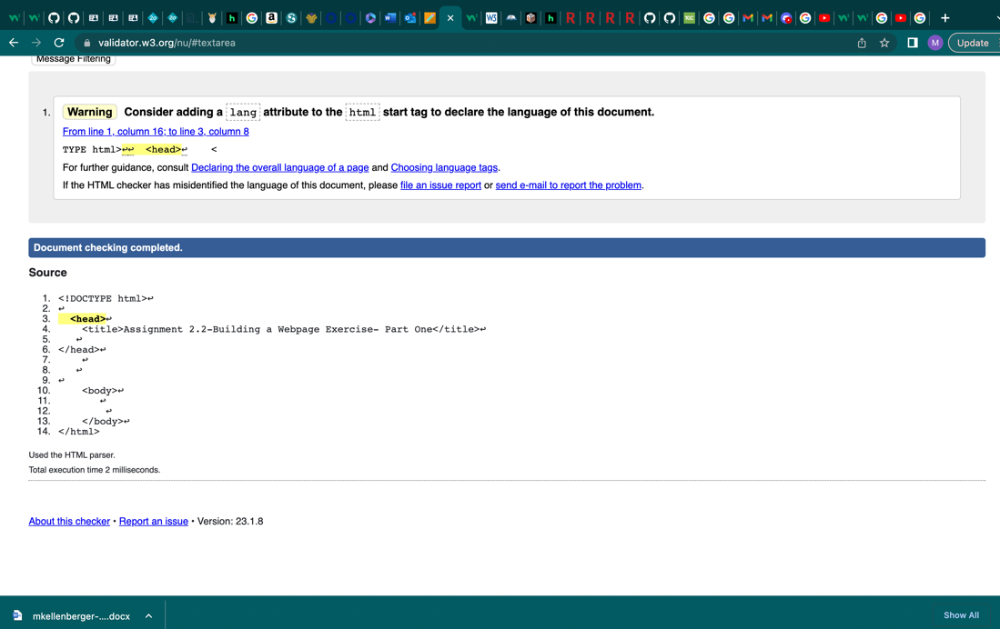 validator.w3.org/nu/#textarea
M
Update
Message Filtering
1. Warning Consider adding a lang attribute to the html start tag to declare the language of this document.
From line 1, column 16; to line 3, column 8
TYPE html>↩↩  <head>↩    <
For further guidance, consult Declaring the overall language of a page and Choosing language tags.
If the HTML checker has misidentified the language of this document, please file an issue report or send e-mail to report the problem.
Document checking completed.
Source
1. <!DOCTYPE html>↩
2. ↩
3.   <head>↩
4.     <title>Assignment 2.2-Building a Webpage Exercise- Part One</title>↩
5.    ↩
6. </head>↩
7.     ↩
8.    ↩
9. ↩
10.     <body>↩
11.        ↩
12.         ↩
13.     </body>↩
14. </html>
Used the HTML parser.
Total execution time 2 milliseconds.
About this checker • Report an issue • Version: 23.1.8
mkellenberger-....docx
Show All